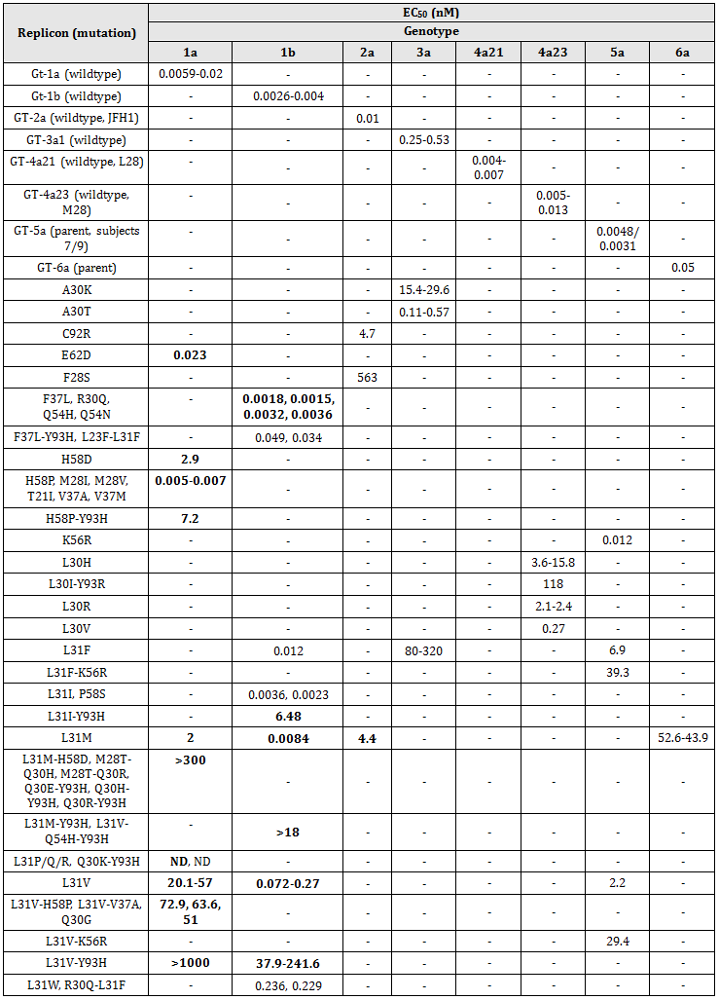 Replicon (mutation) EC50 (nM)
Genotype
1a 1b 2a 3a 4a21 4a23 5a 6a
Gt-1a (wildtype) 0.0059-0.02 - - - - - - -
Gt-1b (wildtype) - 0.0026-0.004 - - - - - -
GT-2a (wildtype, JFH1) - - 0.01 - - - - -
GT-3a1 (wildtype) - - - 0.25-0.53 - - - -
GT-4a21 (wildtype, L28) - - - - 0.004-
0.007 - - -
GT-4a23 (wildtype,
M28) - - - - - 0.005-
0.013 - -
GT-5a (parent, subjects
7/9) - - - - - - 0.0048/
0.0031 -
GT-6a (parent) - - - - - - - 0.05
A30K - - - 15.4-29.6 - - - -
A30T - - - 0.11-0.57 - - - -
C92R - - 4.7 - - - - -
E62D 0.023 - - - - - - -
F28S - - 563 - - - - -
F37L, R30Q,
Q54H, Q54N - 0.0018, 0.0015,
0.0032, 0.0036 - - - - - -
F37L-Y93H, L23F-L31F - 0.049, 0.034 - - - - - -
H58D 2.9 - - - - - - -
H58P, M28I, M28V,
T21I, V37A, V37M 0.005-0.007 - - - - - - -
H58P-Y93H 7.2 - - - - - - -
K56R - - - - - - 0.012 -
L30H - - - - - 3.6-15.8 - -
L30I-Y93R - - - - - 118 - -
L30R - - - - - 2.1-2.4 - -
L30V - - - - - 0.27 - -
L31F - 0.012 - 80-320 - - 6.9 -
L31F-K56R - - - - - - 39.3 -
L31I, P58S - 0.0036, 0.0023 - - - - - -
L31I-Y93H - 6.48 - - - - - -
L31M 2 0.0084 4.4 - - - - 52.6-43.9
L31M-H58D, M28T-
Q30H, M28T-Q30R,
Q30E-Y93H, Q30H-
Y93H, Q30R-Y93H >300 - - - - - - -
L31M-Y93H, L31V-
Q54H-Y93H - >18 - - - - - -
L31P/Q/R, Q30K-Y93H ND, ND - - - - - - -
L31V 20.1-57 0.072-0.27 - - - - 2.2 -
L31V-H58P, L31V-V37A,
Q30G 72.9, 63.6,
51 - - - - - - -
L31V-K56R - - - - - - 29.4 -
L31V-Y93H >1000 37.9-241.6 - - - - - -
L31W, R30Q-L31F - 0.236, 0.229 - - - - - -